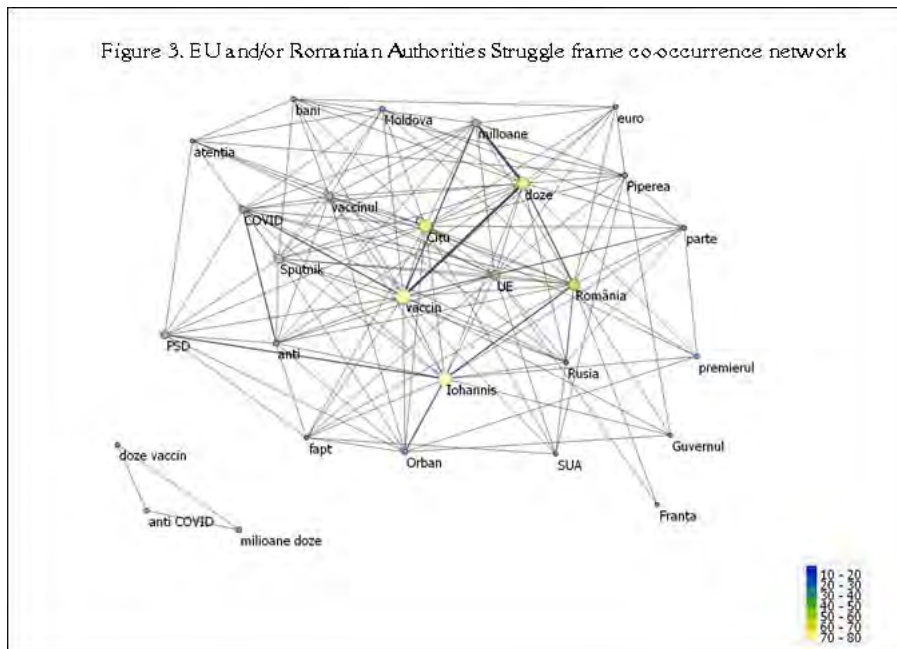 Figure 3. EU and/or Romanian Authorities Struggle frame co-occurrence network
bani
Moldova
milioane
euro
atenția
doze
Piperea
vaccinul
COVID
Cîțu
parte
Sputnik
UE
România
vaccin
PSD
anti
Rusia
premierul
Iohannis
fapt
Orban
SUA
Guvernul
doze vaccin
Franța
anti COVID
milioane doze
10 - 20
20 - 30
30 - 40
40 - 50
50 - 60
60 - 70
70 - 80